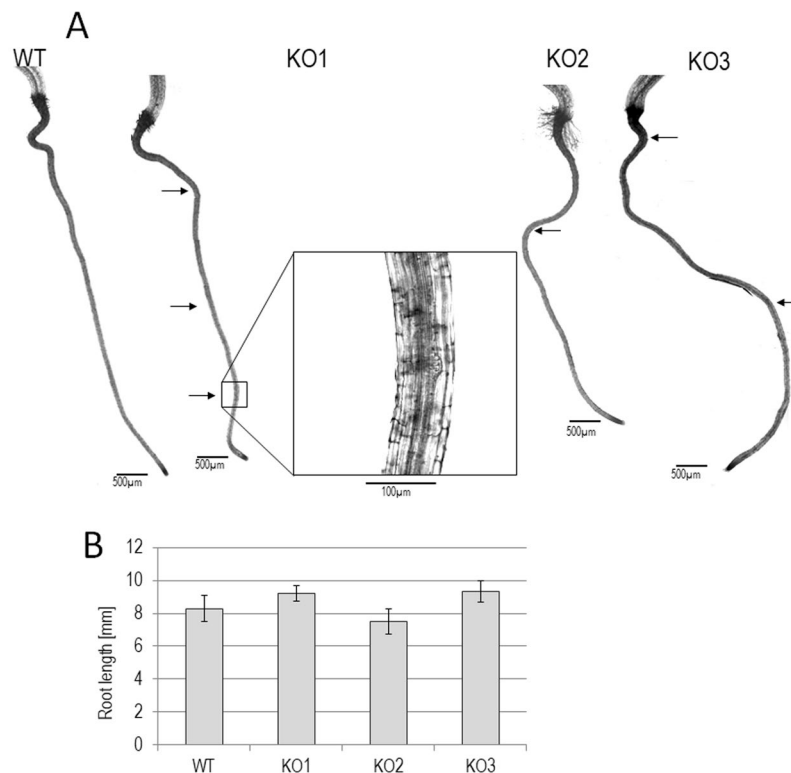 A
WT
KO1
KO2
KO3
500µm
500µm
100µm
500µm
500µm
B
Root length [mm]
12
10
8
6
4
2
0
WT
KO1
KO2
KO3